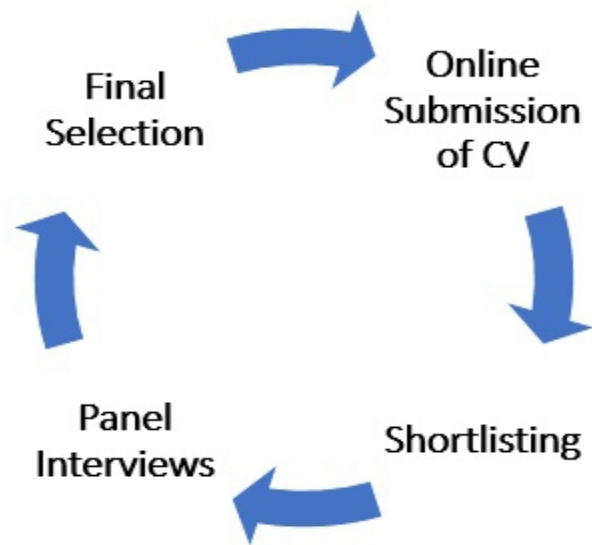 Final
Selection
Online
Submission
of CV
Panel
Interviews
Shortlisting